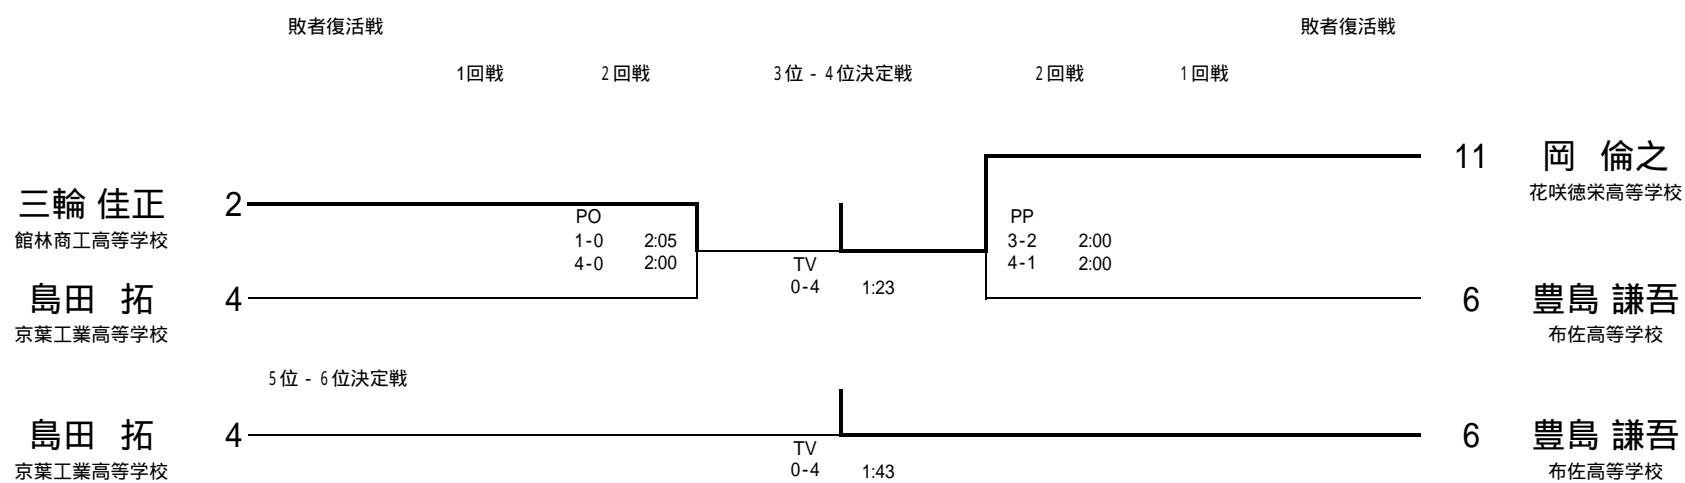 敗者復活戦 敗者復活戦
1回戦 2回戦 3位 - 4位決定戦 2回戦 1回戦
11 岡 倫之
花咲徳栄高等学校
三輪 佳正 2
館林商工高等学校
PO
1-0 2:05
4-0 2:00
PP
3-2 2:00
4-1 2:00
TV
0-4 1:23
島田 拓 4
京葉工業高等学校
6 豊島 謙吾
布佐高等学校
5位 - 6位決定戦
島田 拓 4
京葉工業高等学校
TV
0-4 1:43
6 豊島 謙吾
布佐高等学校